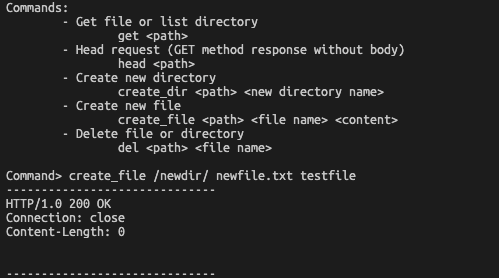 Commands:
- Get file or list directory
get <path>
- Head request (GET method response without body)
head <path>
- Create new directory
create_dir <path> <new directory name>
- Create new file
create_file <path> <file name> <content>
- Delete file or directory
del <path> <file name>
Command> create_file /newdir/ newfile.txt testfile
------------------------------
HTTP/1.0 200 OK
Connection: close
Content-Length: 0
------------------------------